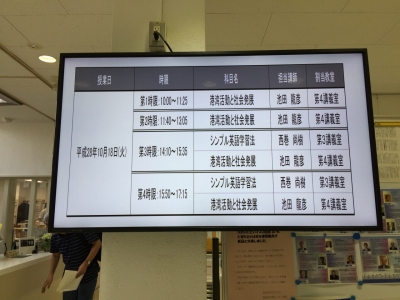 授業日 時限 科目名 担当講師 割当教室
平成28年10月18日(火)
第1時限:10:00~11:25 港湾活動と社会発展 池田 龍彦 第4講義室
第2時限:11:40~13:05 港湾活動と社会発展 池田 龍彦 第4講義室
第3時限:14:10~15:35 シンプル英語学習法 西巻 尚樹 第3講義室
港湾活動と社会発展 池田 龍彦 第4講義室
第4時限:15:50~17:15 シンプル英語学習法 西巻 尚樹 第3講義室
港湾活動と社会発展 池田 龍彦 第4講義室